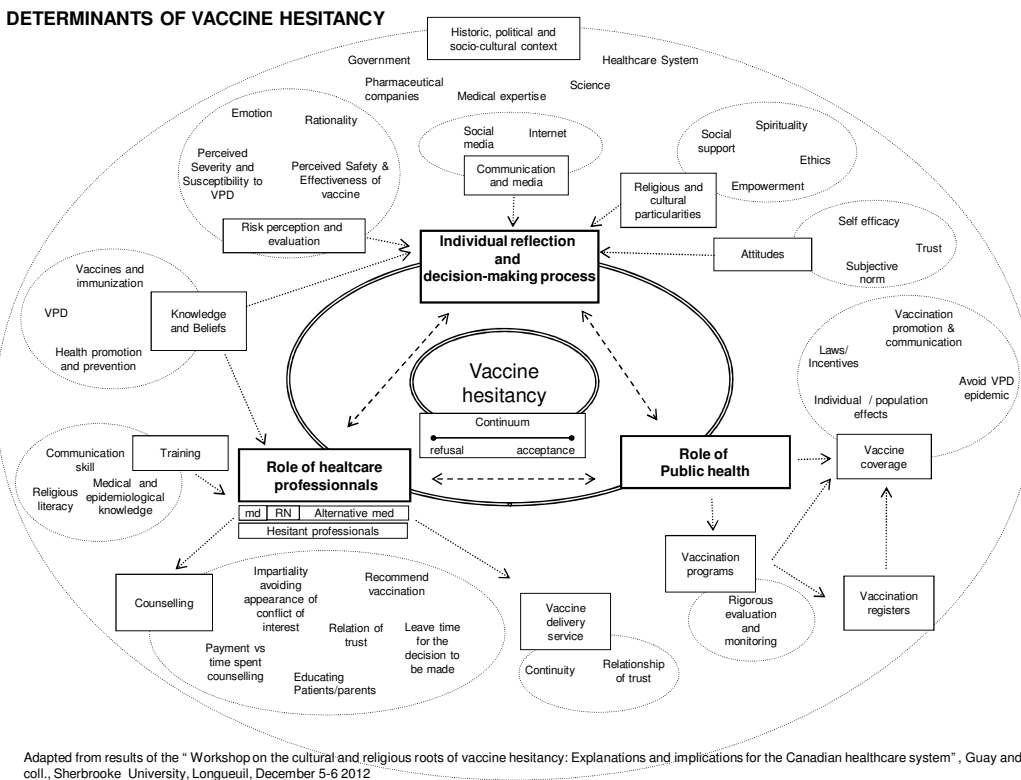 DETERMINANTS OF VACCINE HESITANCY
Historic, political and
socio-cultural context
Government
Healthcare System
Pharmaceutical
companies
Medical expertise
Science
Emotion
Rationality
Perceived
Severity and
Susceptibility to
VPD
Perceived Safety &
Effectiveness of
vaccine
Risk perception and
evaluation
Social
media
Internet
Communication
and media
Social
support
Spirituality
Ethics
Empowerment
Religious and
cultural
particularities
Self efficacy
Trust
Subjective
norm
Attitudes
Individual reflection
and
decision-making process
Vaccines and
immunization
VPD
Health promotion
and prevention
Knowledge
and Beliefs
Vaccine
hesitancy
Continuum
refusal
acceptance
Vaccination
promotion &
communication
Laws/
Incentives
Avoid VPD
epidemic
Individual / population
effects
Vaccine
coverage
Communication
skill
Training
Religious
literacy
Medical and
epidemiological
knowledge
Role of healtcare
professionnals
md
RN
Alternative med
Hesitant professionals
Role of
Public health
Counselling
Impartiality
avoiding
appearance of
conflict of
interest
Recommend
vaccination
Relation of
trust
Leave time
for the
decision to
be made
Payment vs
time spent
counselling
Educating
Patients/parents
Vaccine
delivery
service
Continuity
Relationship
of trust
Vaccination
programs
Rigorous
evaluation
and
monitoring
Vaccination
registers
Adapted from results of the “ Workshop on the cultural and religious roots of vaccine hesitancy: Explanations and implications for the Canadian healthcare system” , Guay and
coll., Sherbrooke University, Longueuil, December 5-6 2012